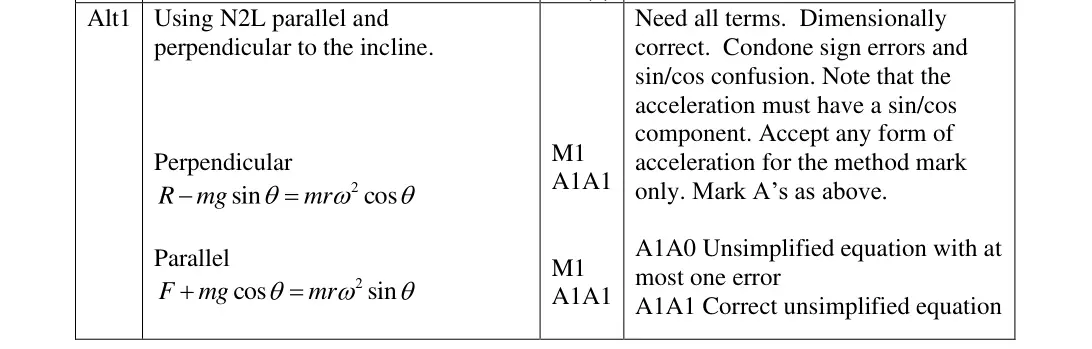 Alt1
Using N2L parallel and
perpendicular to the incline.
Perpendicular
R − mg sin θ = mrω² cos θ
Parallel
F + mg cos θ = mrω² sin θ
M1
A1A1
M1
A1A1
Need all terms.  Dimensionally
correct.  Condone sign errors and
sin/cos confusion. Note that the
acceleration must have a sin/cos
component. Accept any form of
acceleration for the method mark
only. Mark A's as above.
A1A0 Unsimplified equation with at
most one error
A1A1 Correct unsimplified equation